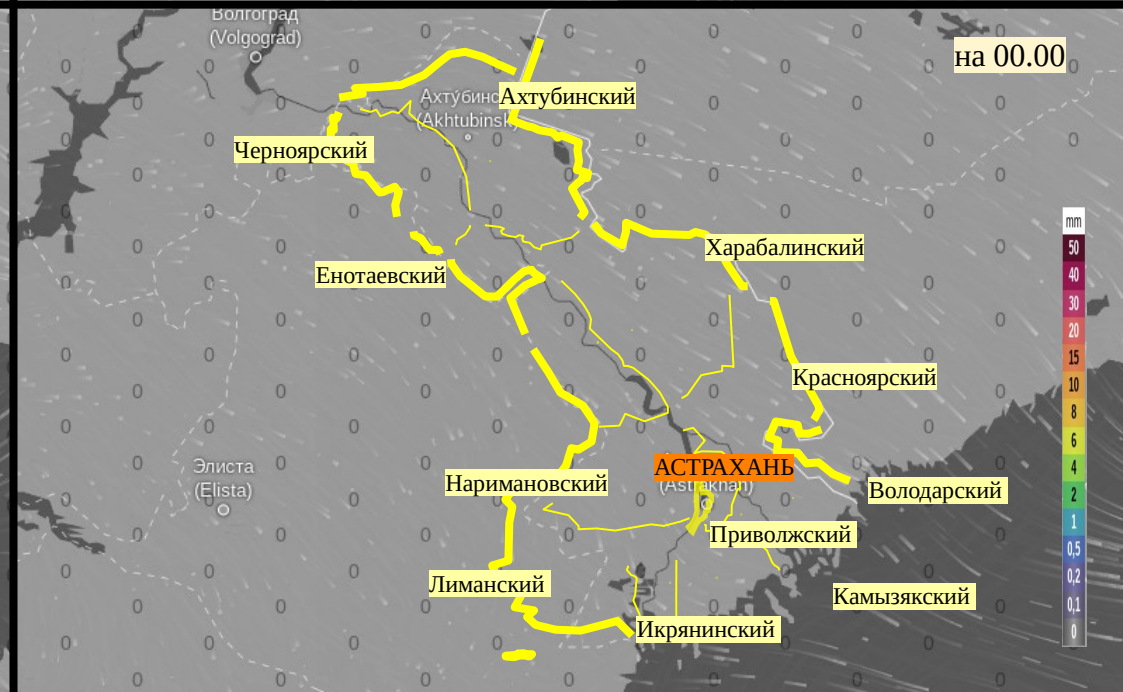 Волгоград
(Volgograd)
на 00.00
Ахтубинский
(Akhtubinsk)
Черноярский
Харабалинский
Енотаевский
Красноярский
АСТРАХАНЬ
(Astrakhan)
Элиста
(Elista)
Наримановский
Володарский
Приволжский
Лиманский
Камызякский
Икрянинский
mm
50
40
30
20
15
10
8
6
4
2
1
0,5
0,2
0,1
0